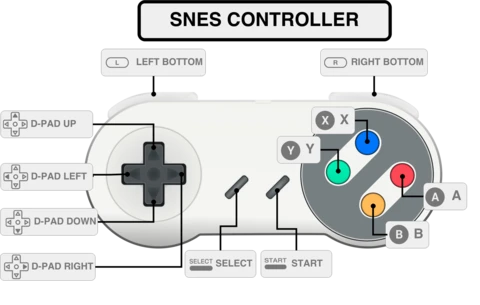 SNES CONTROLLER
L LEFT BOTTOM
R RIGHT BOTTOM
D-PAD UP
X X
Y Y
D-PAD LEFT
A A
D-PAD DOWN
B B
D-PAD RIGHT
SELECT SELECT
START START